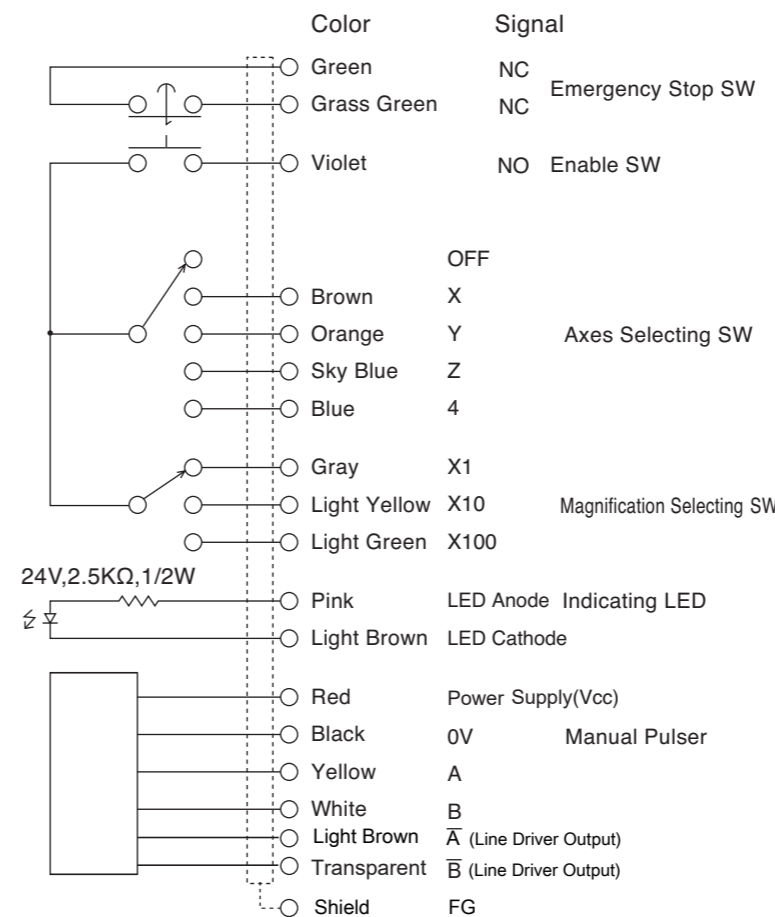 Color Signal
Green NC
Emergency Stop SW
Grass Green NC
Violet NO Enable SW
OFF
Brown X
Orange Y Axes Selecting SW
Sky Blue Z
Blue 4
Gray X1
Light Yellow X10 Magnification Selecting SW
Light Green X100
24V,2.5KΩ,1/2W
Pink LED Anode Indicating LED
Light Brown LED Cathode
Red Power Supply(Vcc)
Black 0V Manual Pulser
Yellow A
White B
Light Brown A̅ (Line Driver Output)
Transparent B̅ (Line Driver Output)
Shield FG